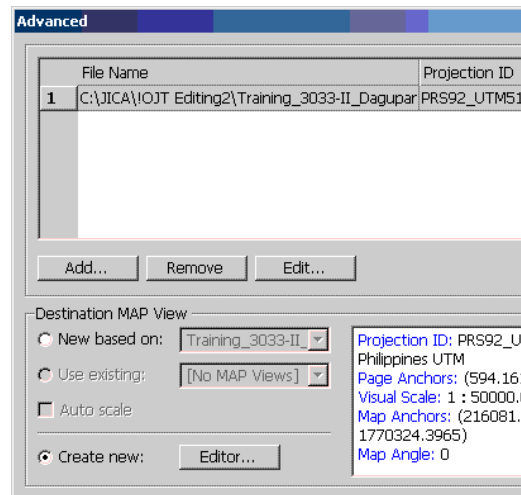 Advanced
File Name Projection ID
1 C:\JICA\!OJT Editing2\Training_3033-II_Dagupar PRS92_UTM51
Add... Remove Edit...
Destination MAP View
New based on: Training_3033-II_
Use existing: [No MAP Views]
Auto scale
Create new: Editor...
Projection ID: PRS92_U
Philippines UTM
Page Anchors: (594.161
Visual Scale: 1 : 50000.
Map Anchors: (216081.
1770324.3965)
Map Angle: 0